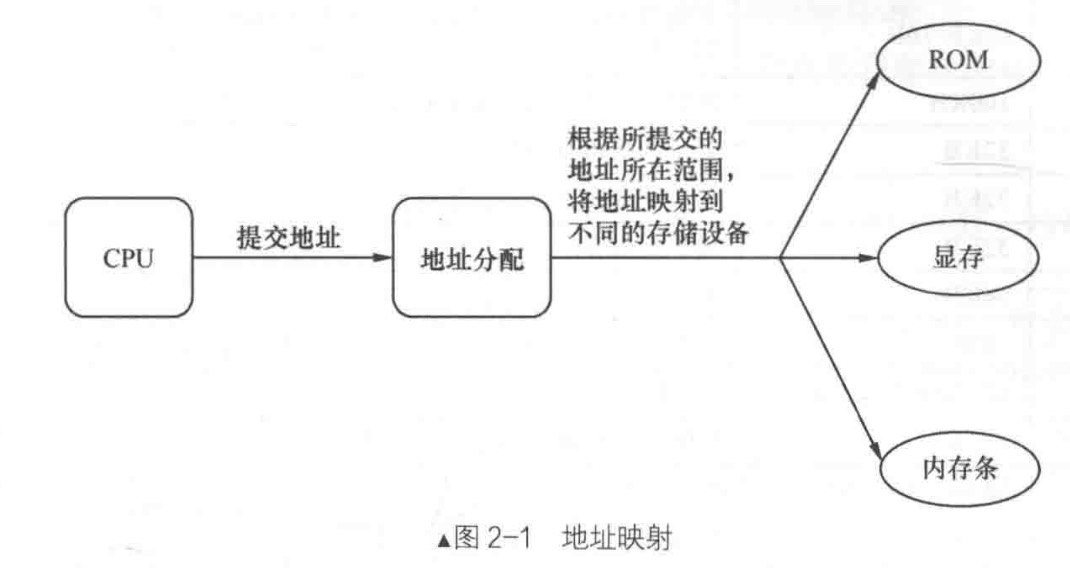 ROM
根据所提交的
地址所在范围，
将地址映射到
不同的存储设备
CPU
提交地址
地址分配
显存
内存条
▲图 2-1 地址映射